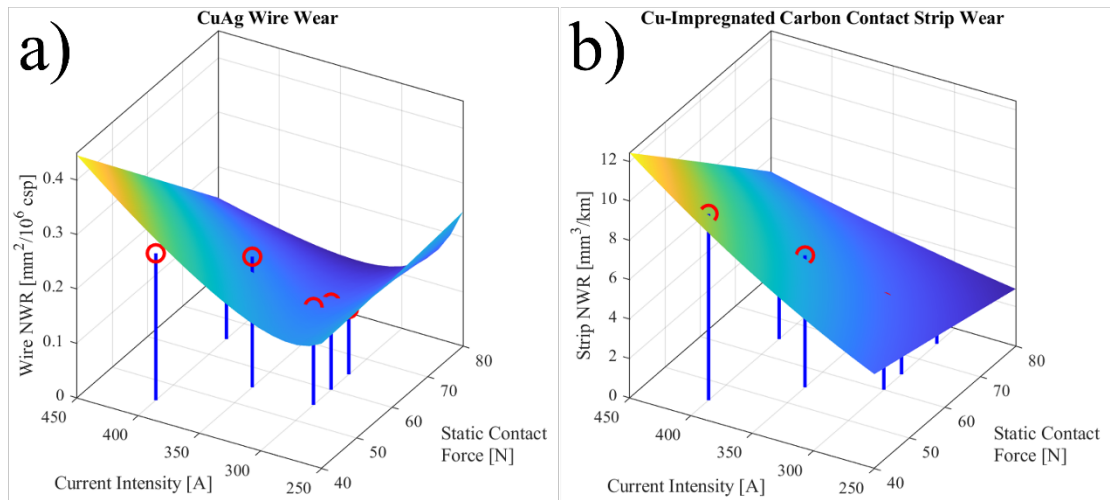 a)
CuAg Wire Wear
Wire NWR [mm²/10⁶ csp]
0.4
0.3
0.2
0.1
0
450
400
350
300
250
Current Intensity [A]
40
50
60
70
80
Static Contact
Force [N]
b)
Cu-Impregnated Carbon Contact Strip Wear
Strip NWR [mm³/km]
12
10
8
6
4
2
0
450
400
350
300
250
Current Intensity [A]
40
50
60
70
80
Static Contact
Force [N]